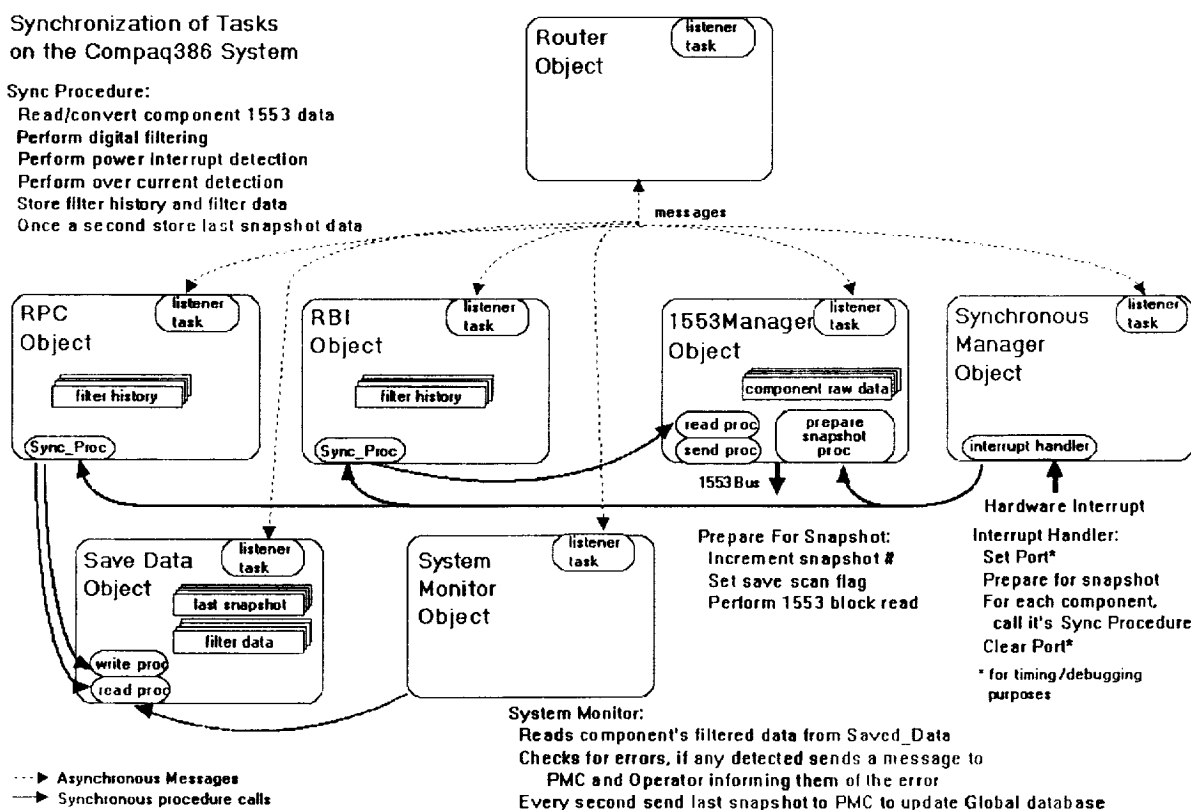 Synchronization of Tasks
on the Compaq386 System
Sync Procedure:
Read/convert component 1553 data
Perform digital filtering
Perform power interrupt detection
Perform over current detection
Store filter history and filter data
Once a second store last snapshot data
Router
Object
listener
task
messages
RPC
Object
listener
task
filter history
Sync_Proc
RBI
Object
listener
task
filter history
Sync_Proc
1553Manager
Object
listener
task
component raw data
read proc
send proc
prepare
snapshot
proc
1553 Bus
Synchronous
Manager
Object
listener
task
interrupt handler
Hardware Interrupt
Save Data
Object
listener
task
last snapshot
filter data
write proc
read proc
System
Monitor
Object
listener
task
Prepare For Snapshot:
Increment snapshot #
Set save scan flag
Perform 1553 block read
Interrupt Handler:
Set Port*
Prepare for snapshot
For each component,
call it's Sync Procedure
Clear Port*
* for timing/debugging
purposes
System Monitor:
Reads component's filtered data from Saved_Data
Checks for errors, if any detected sends a message to
PMC and Operator informing them of the error
Every second send last snapshot to PMC to update Global database
Asynchronous Messages
Synchronous procedure calls